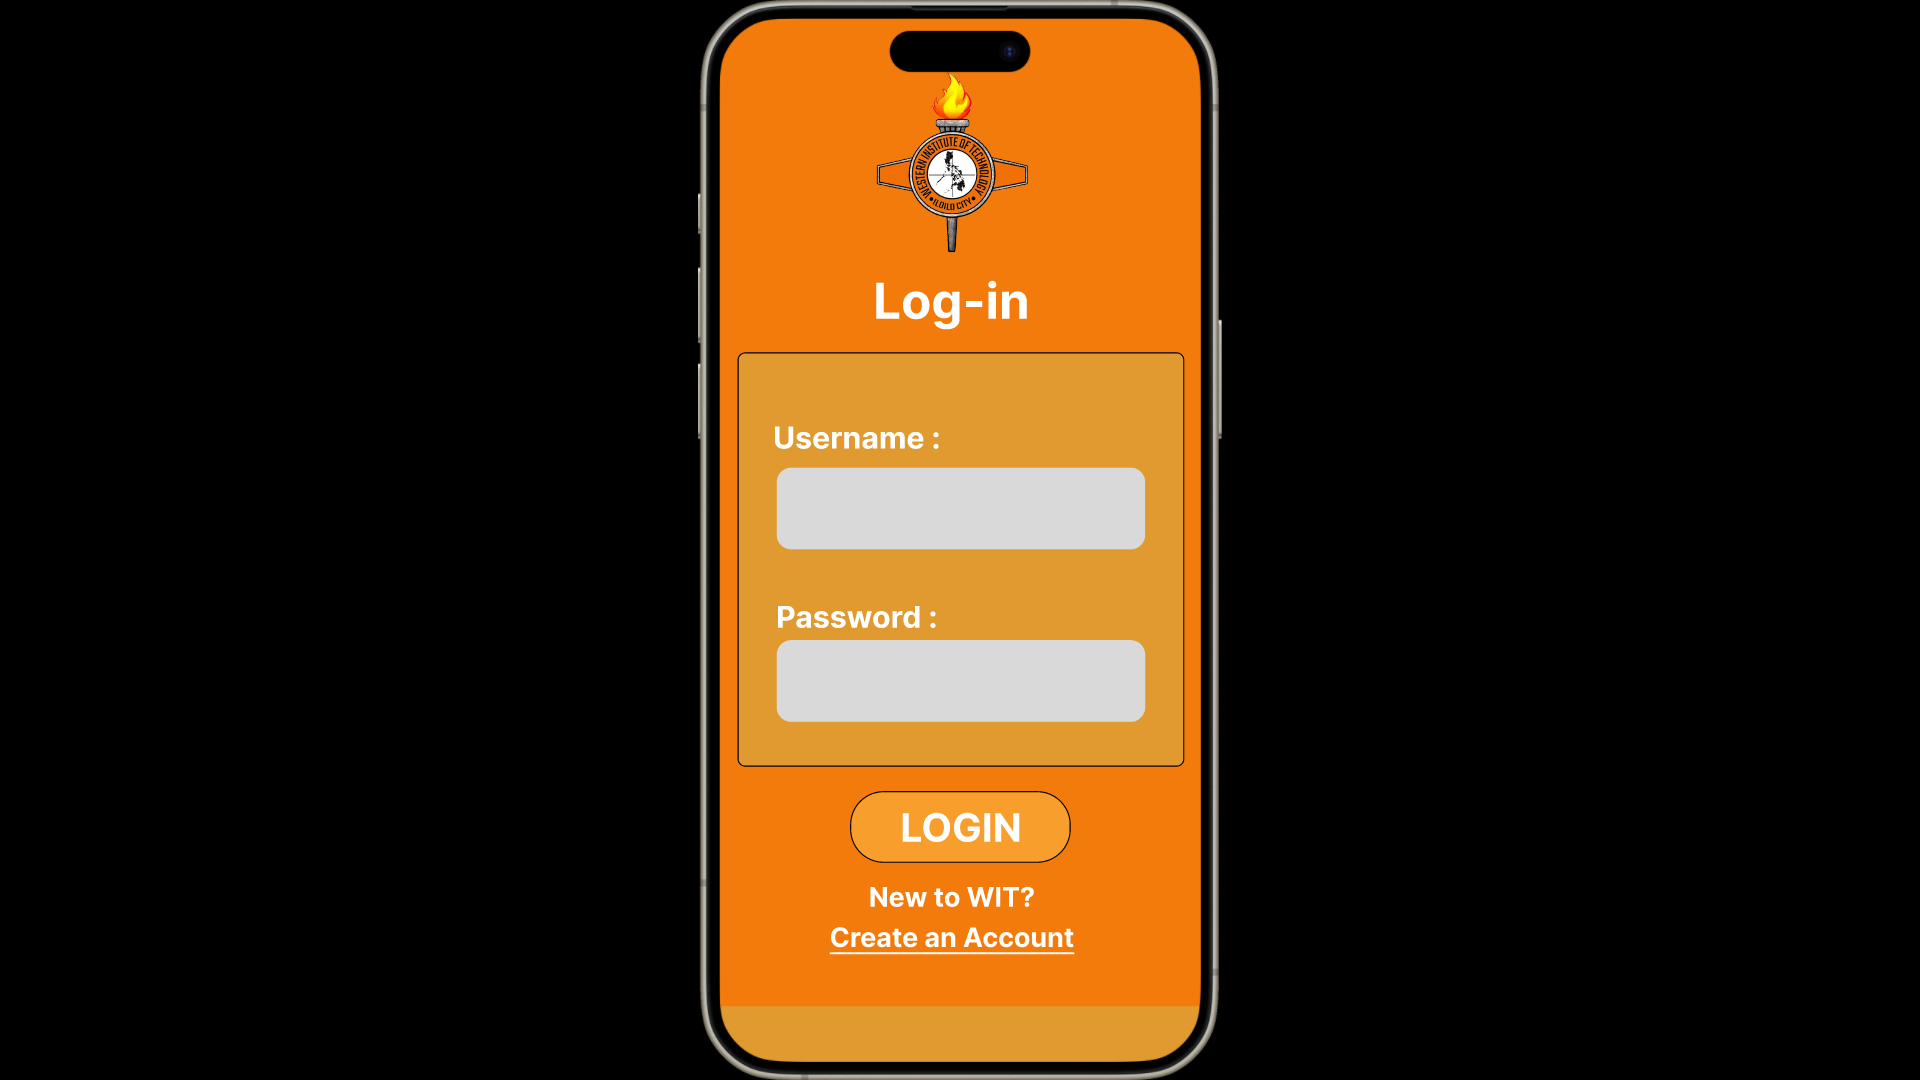 WESTERN INSTITUTE OF TECHNOLOGY
• ILOILO CITY •
Log-in
Username :
Password :
LOGIN
New to WIT?
Create an Account